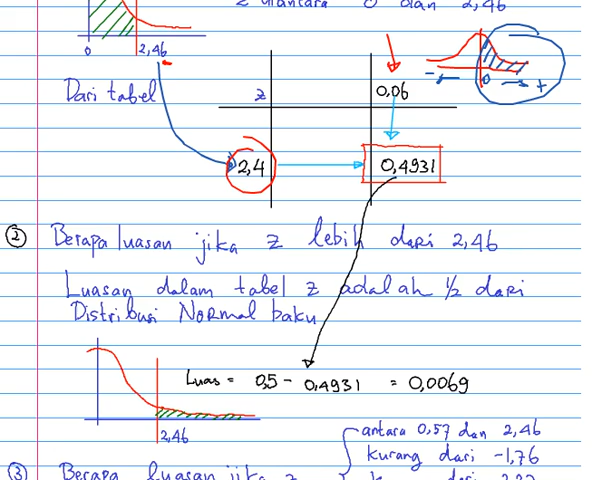 z diantara 0 dan 2,46
0 2,46
Dari tabel z 0,06
- 0 +
2,4 0,4931
② Berapa luasan jika z lebih dari 2,46
Luasan dalam tabel z adalah 1/2 dari
Distribusi Normal baku
Luas = 0,5 - 0,4931 = 0,0069
2,46
antara 0,57 dan 2,46
kurang dari -1,76
③ Berapa luasan jika z